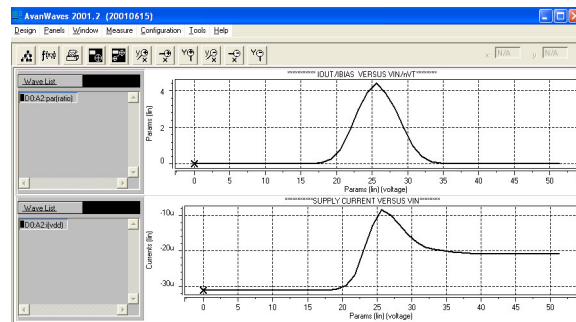 AvanWaves 2001.2 (20010615)
Design Panels Window Measure Configuration Tools Help
f(x) x N/A y N/A
Wave List
D0:A2:par(ratio)
********** IOUT/IBIAS VERSUS VIN/nVT********
Params (lin)
4
2
0
0 5 10 15 20 25 30 35 40 45 50
Params (lin) (voltage)
Wave List
D0:A2:i(vdd)
********SUPPLY CURRENT VERSUS VIN********
Currents (lin)
-10u
-20u
-30u
0 5 10 15 20 25 30 35 40 45 50
Params (lin) (voltage)